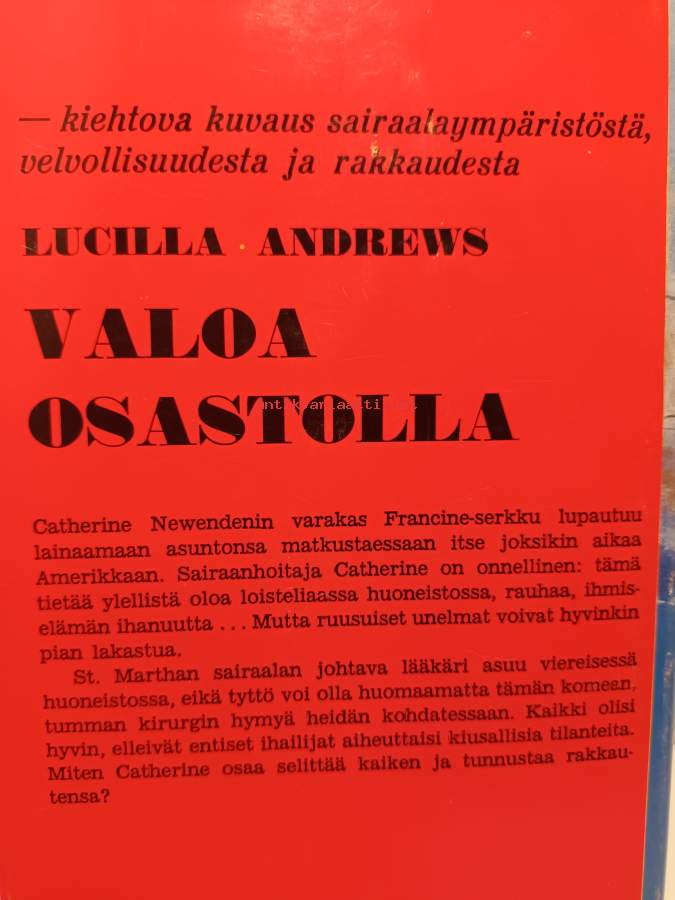 — kiehtova kuvaus sairaalaympäristöstä,
velvollisuudesta ja rakkaudesta
LUCILLA ANDREWS
VALOA
OSASTOLLA
Catherine Newendenin varakas Francine-serkku lupautuu
lainaamaan asuntonsa matkustaessaan itse joksikin aikaa
Amerikkaan. Sairaanhoitaja Catherine on onnellinen: tämä
tietää ylellistä oloa loisteliaassa huoneistossa, rauhaa, ihmis-
elämän ihanuutta ... Mutta ruusuiset unelmat voivat hyvinkin
pian lakastua.
St. Marthan sairaalan johtava lääkäri asuu viereisessä
huoneistossa, eikä tyttö voi olla huomaamatta tämän komean,
tumman kirurgin hymyä heidän kohdatessaan. Kaikki olisi
hyvin, elleivät entiset ihailijat aiheuttaisi kiusallisia tilanteita.
Miten Catherine osaa selittää kaiken ja tunnustaa rakkau-
tensa?